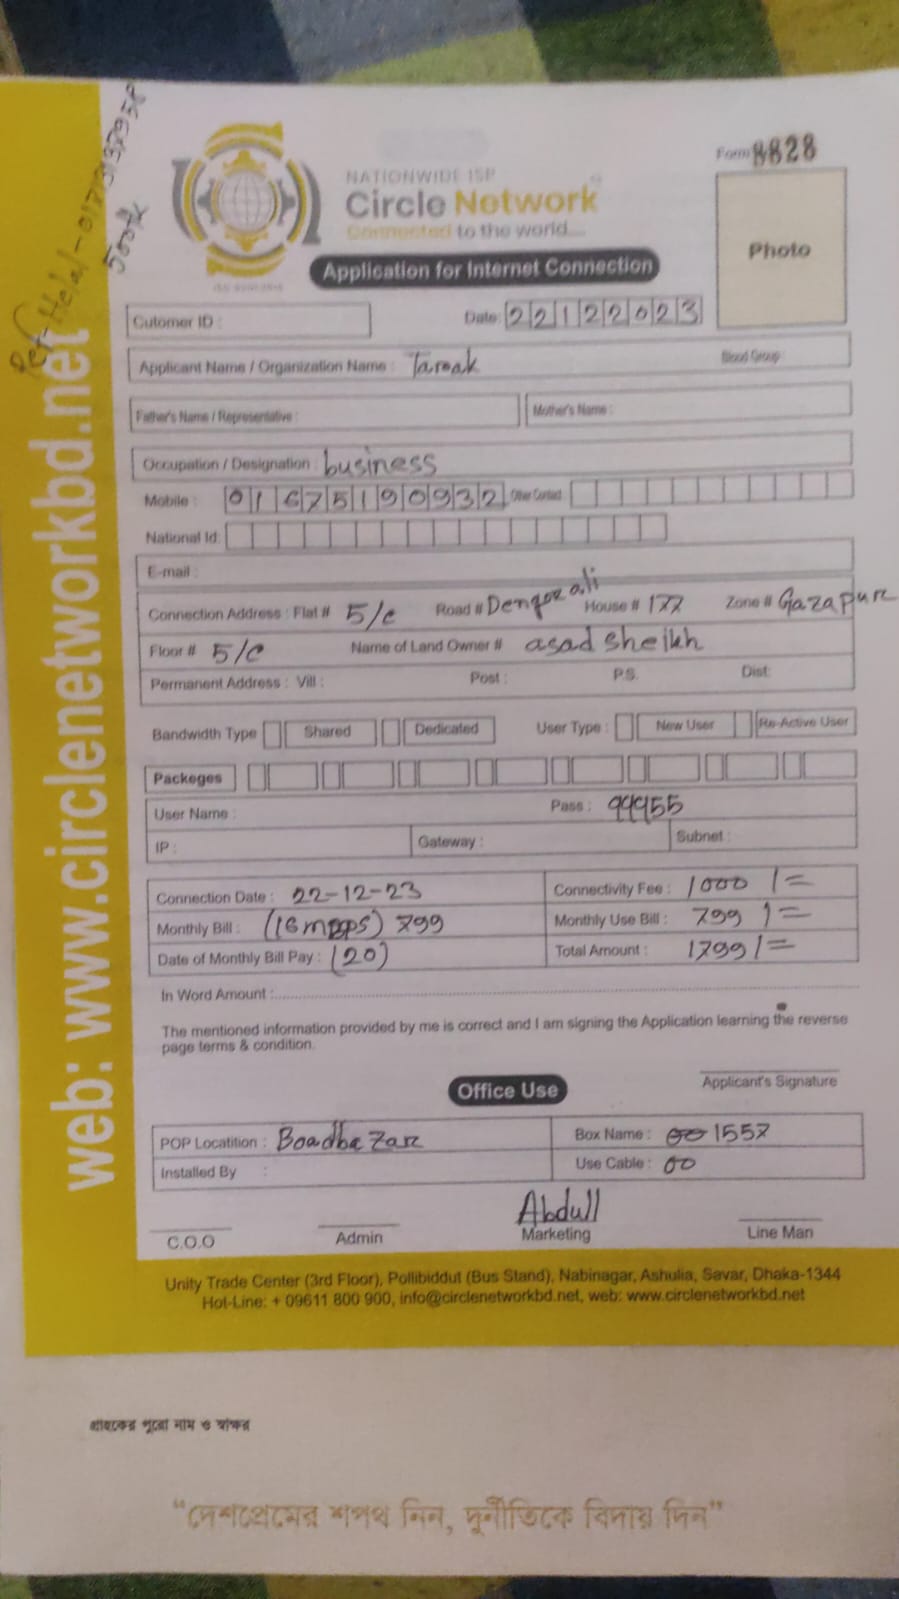 Form 8828
NATIONWIDE ISP
Circle Network
Connected to the world....
Application for Internet Connection
Photo
Ref-Helal-
500tk
Cutomer ID :
Date: 22122023
Applicant Name / Organization Name : Tarook
Blood Group :
Father's Name / Representative :
Mother's Name :
Occupation / Designation : business
Mobile : 01675190932 Other Contact
National Id:
E-mail :
Connection Address : Flat # 5/c Road # House # 177 Zone # Gazapur
Floor # 5/C Name of Land Owner # asad sheikh
Permanent Address : Vill : Post : P.S. Dist:
Bandwidth Type Shared Dedicated User Type : New User Re-Active User
Packeges
User Name : Pass : 99955
IP : Gateway : Subnet :
Connection Date : 22-12-23 Connectivity Fee : 1000/=
Monthly Bill : (16 mbps) 799 Monthly Use Bill : 799/=
Date of Monthly Bill Pay : (20) Total Amount : 1799/=
In Word Amount :
The mentioned information provided by me is correct and I am signing the Application learning the reverse
page terms & condition.
Applicant's Signature
Office Use
POP Locatition : Boadbazar Box Name : 1557
Installed By : Use Cable : 00
Abdull
C.O.O Admin Marketing Line Man
Unity Trade Center (3rd Floor), Pollibiddut (Bus Stand), Nabinagar, Ashulia, Savar, Dhaka-1344
Hot-Line: + 09611 800 900, info@circlenetworkbd.net, web: www.circlenetworkbd.net
web: www.circlenetworkbd.net
গ্রাহকের পুরো নাম ও স্বাক্ষর
“দেশপ্রেমের শপথ নিন, দুর্নীতিকে বিদায় দিন”